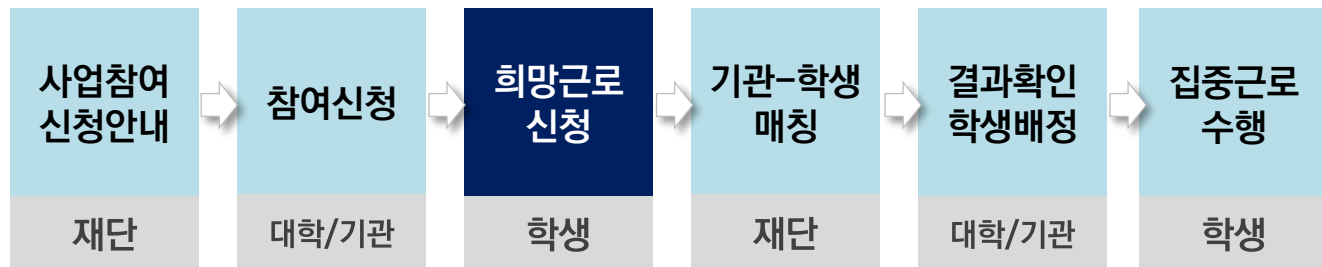 사업참여
신청안내
재단
참여신청
대학/기관
희망근로
신청
학생
기관-학생
매칭
재단
결과확인
학생배정
대학/기관
집중근로
수행
학생